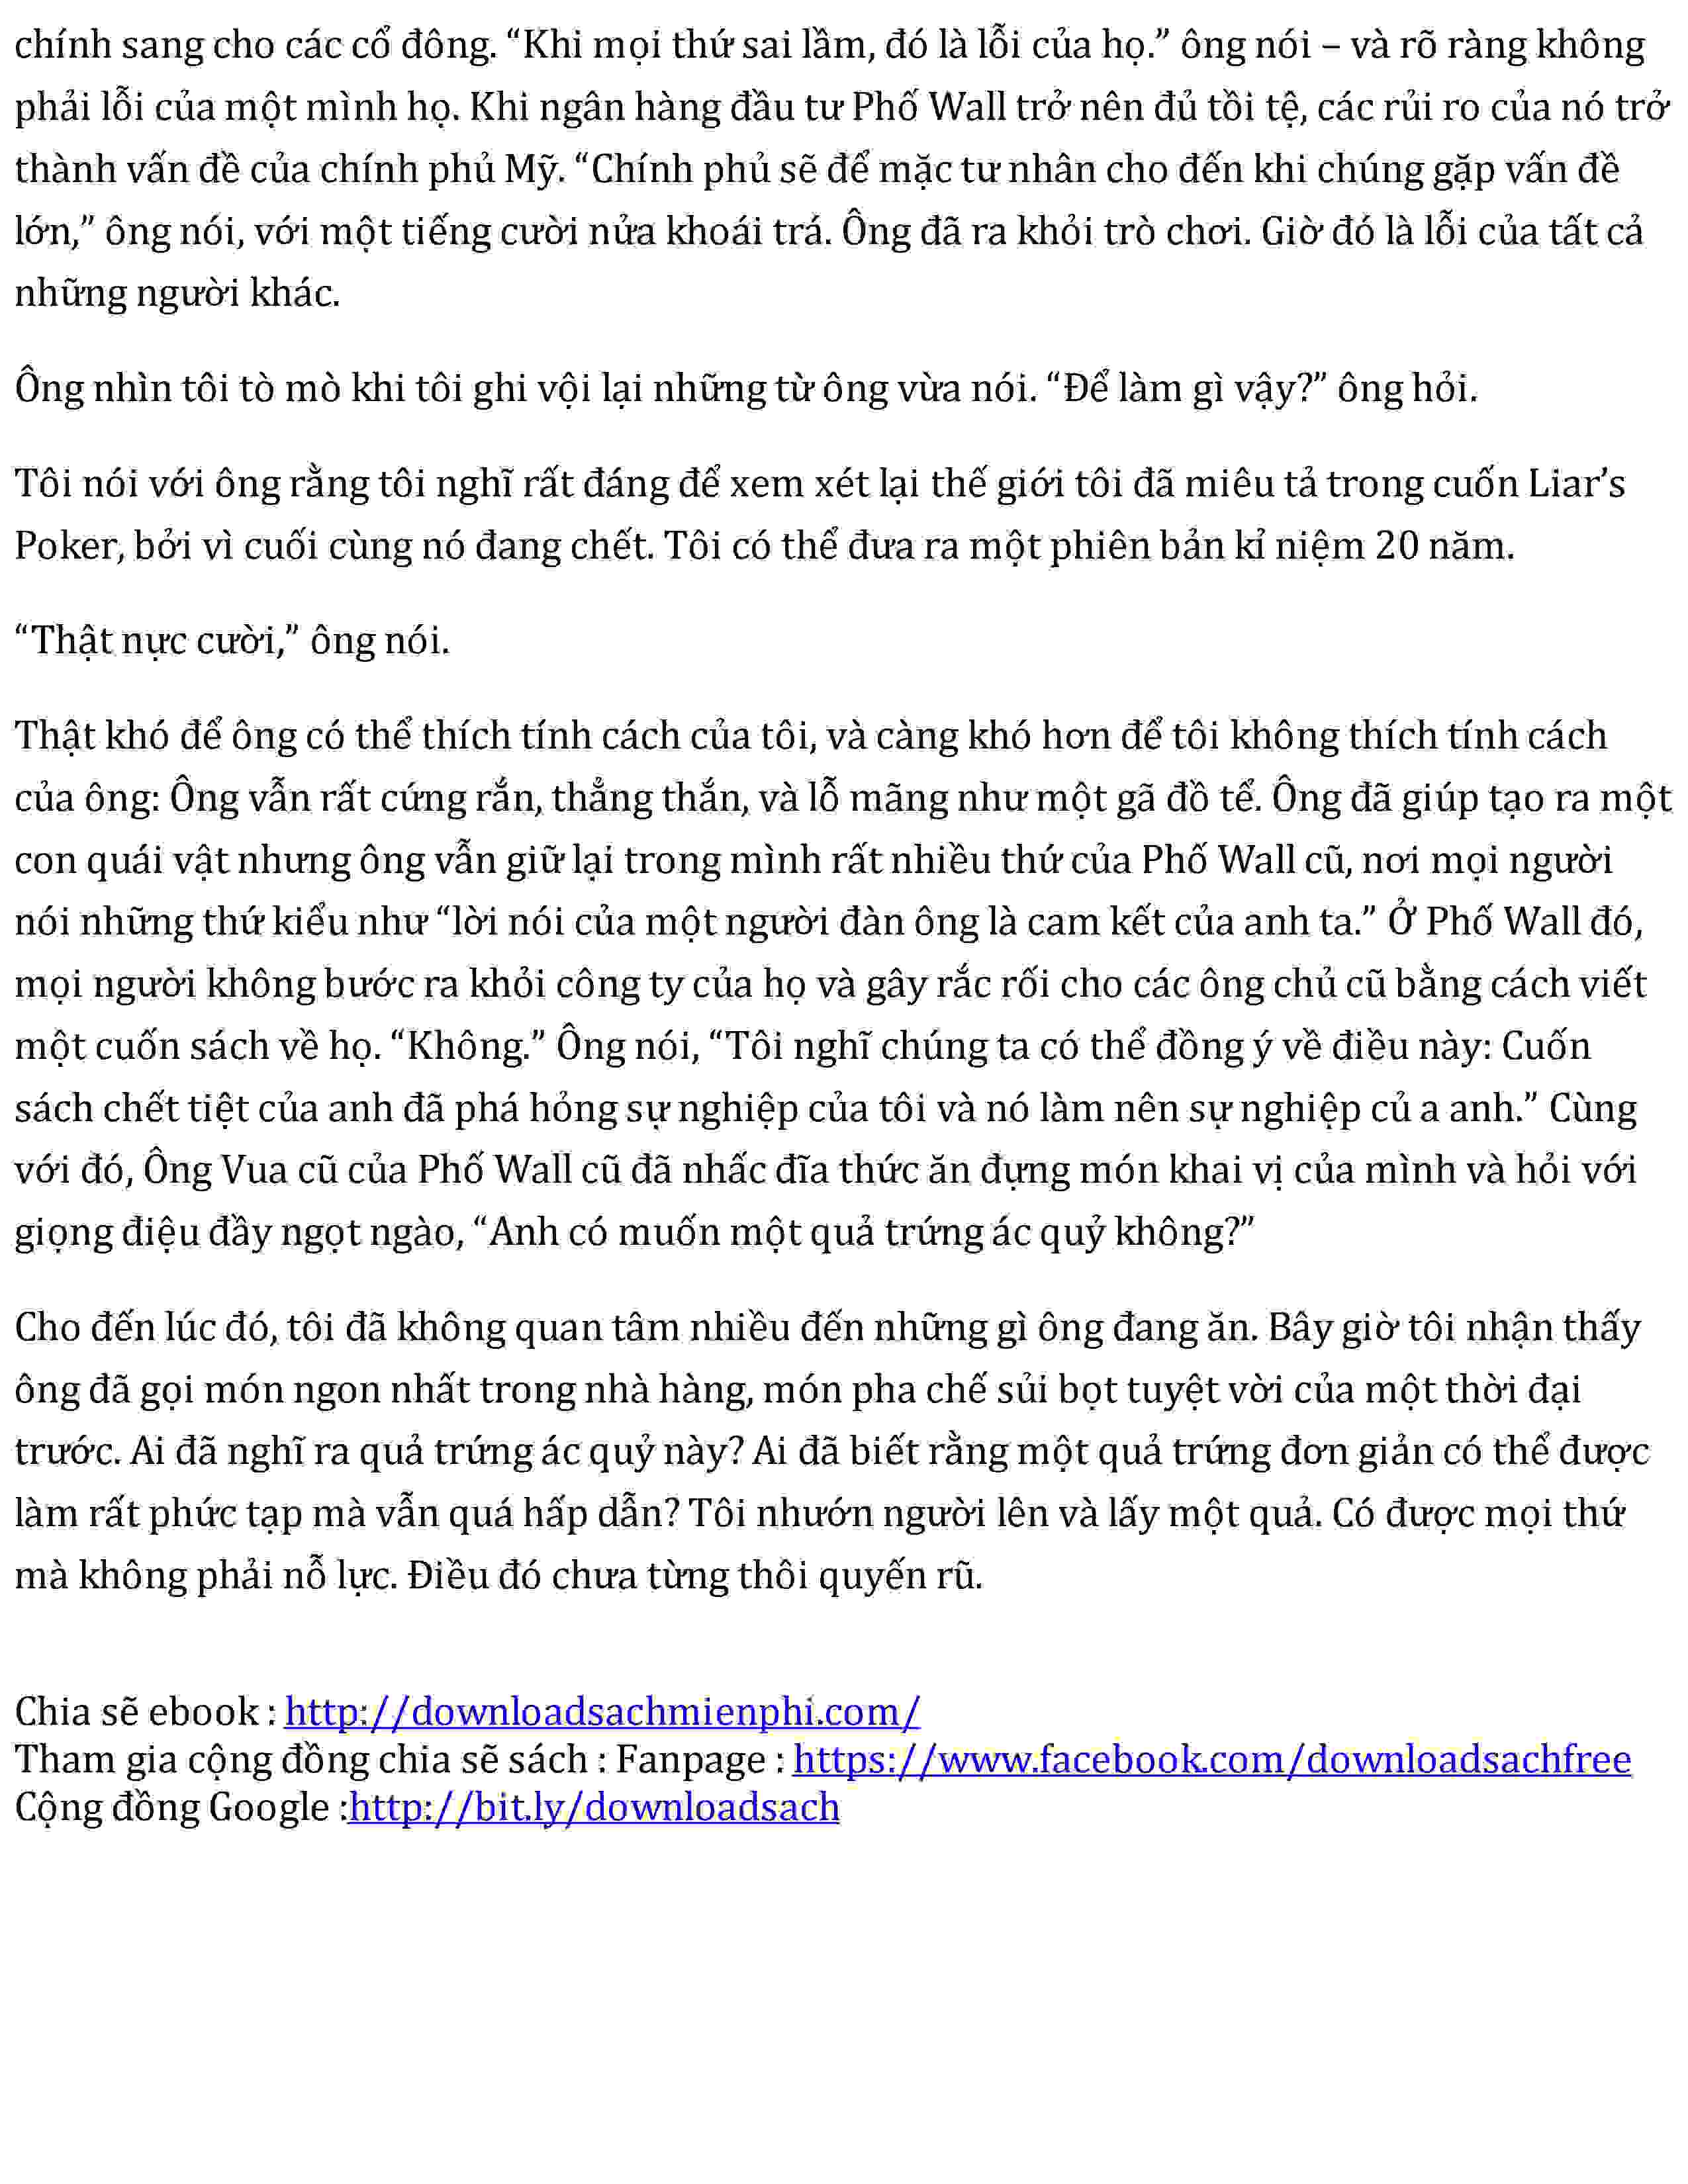 chính sang cho các cổ đông. “Khi mọi thứ sai lầm, đó là lỗi của họ.” ông nói – và rõ ràng không
phải lỗi của một mình họ. Khi ngân hàng đầu tư Phố Wall trở nên đủ tồi tệ, các rủi ro của nó trở
thành vấn đề của chính phủ Mỹ. “Chính phủ sẽ để mặc tư nhân cho đến khi chúng gặp vấn đề
lớn,” ông nói, với một tiếng cười nửa khoái trá. Ông đã ra khỏi trò chơi. Giờ đó là lỗi của tất cả
những người khác.
Ông nhìn tôi tò mò khi tôi ghi vội lại những từ ông vừa nói. “Để làm gì vậy?” ông hỏi.
Tôi nói với ông rằng tôi nghĩ rất đáng để xem xét lại thế giới tôi đã miêu tả trong cuốn Liar’s
Poker, bởi vì cuối cùng nó đang chết. Tôi có thể đưa ra một phiên bản kỉ niệm 20 năm.
“Thật nực cười,” ông nói.
Thật khó để ông có thể thích tính cách của tôi, và càng khó hơn để tôi không thích tính cách
của ông: Ông vẫn rất cứng rắn, thẳng thắn, và lỗ mãng như một gã đồ tể. Ông đã giúp tạo ra một
con quái vật nhưng ông vẫn giữ lại trong mình rất nhiều thứ của Phố Wall cũ, nơi mọi người
nói những thứ kiểu như “lời nói của một người đàn ông là cam kết của anh ta.” Ở Phố Wall đó,
mọi người không bước ra khỏi công ty của họ và gây rắc rối cho các ông chủ cũ bằng cách viết
một cuốn sách về họ. “Không.” Ông nói, “Tôi nghĩ chúng ta có thể đồng ý về điều này: Cuốn
sách chết tiệt của anh đã phá hỏng sự nghiệp của tôi và nó làm nên sự nghiệp củ a anh.” Cùng
với đó, Ông Vua cũ của Phố Wall cũ đã nhấc đĩa thức ăn đựng món khai vị của mình và hỏi với
giọng điệu đầy ngọt ngào, “Anh có muốn một quả trứng ác quỷ không?”
Cho đến lúc đó, tôi đã không quan tâm nhiều đến những gì ông đang ăn. Bây giờ tôi nhận thấy
ông đã gọi món ngon nhất trong nhà hàng, món pha chế sủi bọt tuyệt vời của một thời đại
trước. Ai đã nghĩ ra quả trứng ác quỷ này? Ai đã biết rằng một quả trứng đơn giản có thể được
làm rất phức tạp mà vẫn quá hấp dẫn? Tôi nhướn người lên và lấy một quả. Có được mọi thứ
mà không phải nỗ lực. Điều đó chưa từng thôi quyến rũ.
Chia sẽ ebook : http://downloadsachmienphi.com/
Tham gia cộng đồng chia sẽ sách : Fanpage : https://www.facebook.com/downloadsachfree
Cộng đồng Google :http://bit.ly/downloadsach